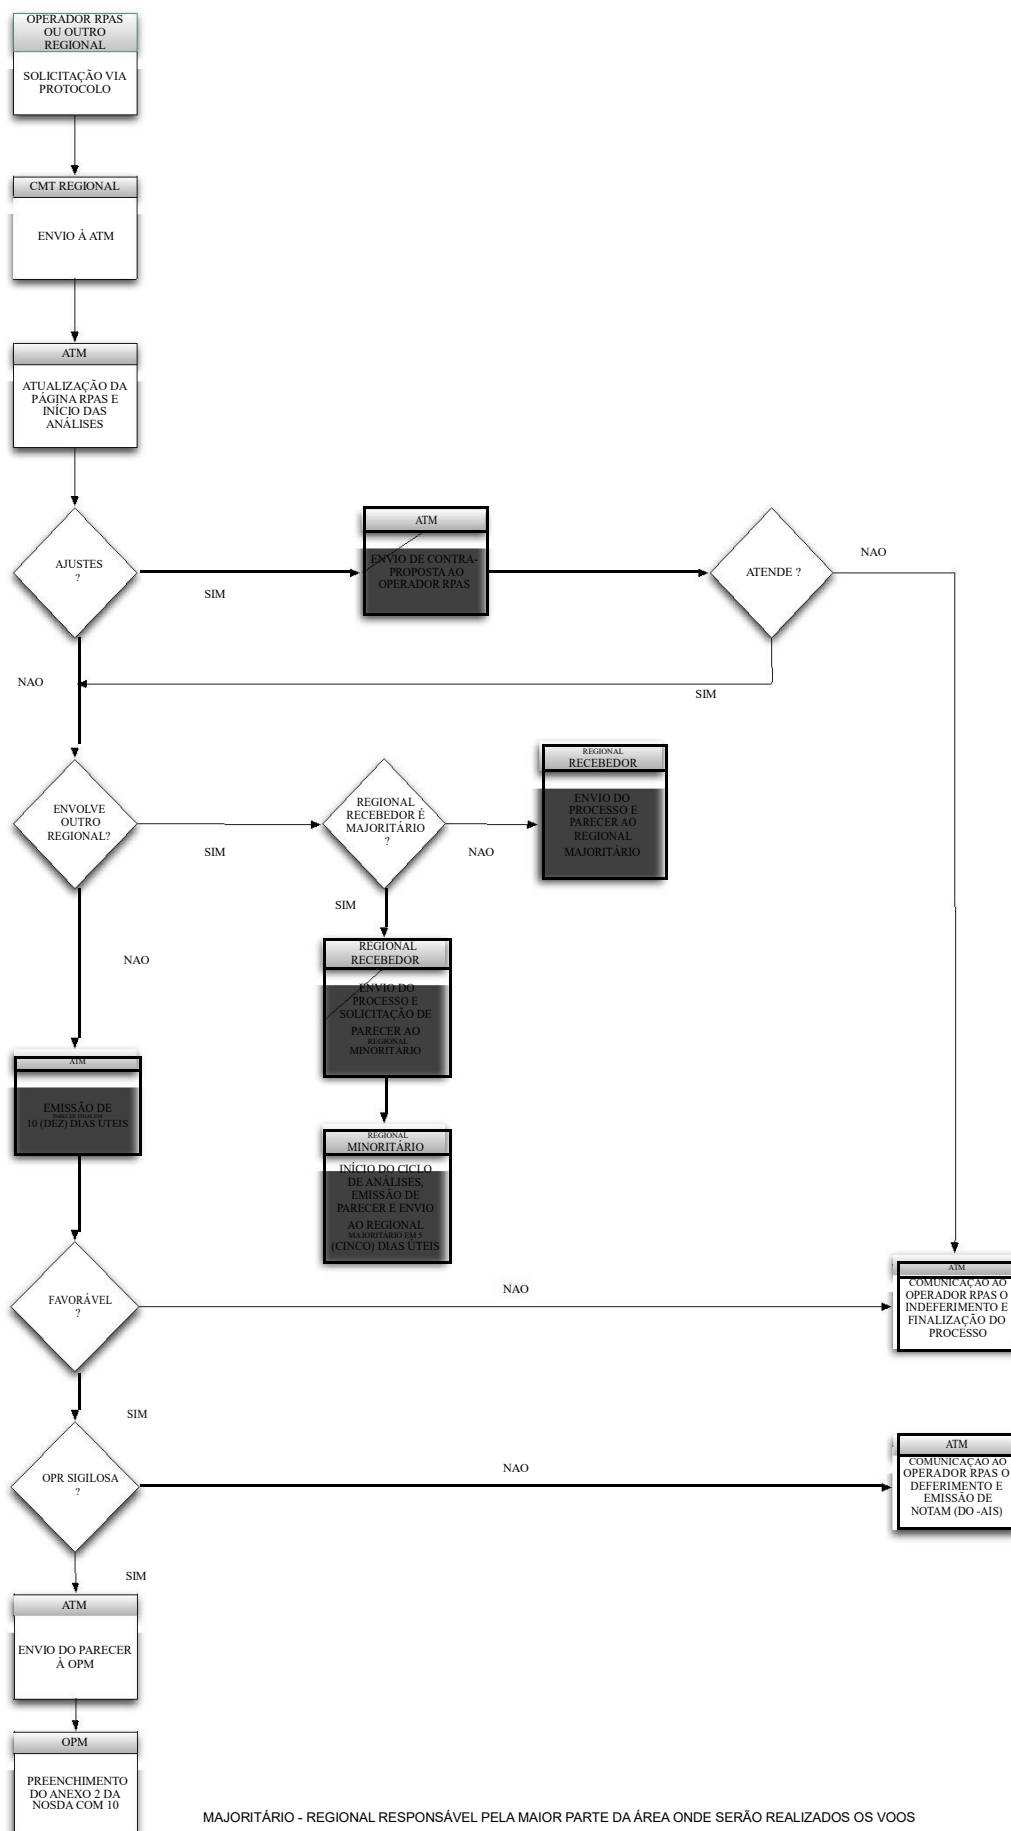 OPERADOR RPAS
OU OUTRO
REGIONAL
SOLICITAÇÃO VIA
PROTOCOLO
CMT REGIONAL
ENVIO À ATM
ATM
ATUALIZAÇÃO DA
PÁGINA RPAS E
INÍCIO DAS
ANÁLISES
AJUSTES
?
SIM
ATM
ENVIO DE CONTRA-
PROPOSTA AO
OPERADOR RPAS
ATENDE ?
NAO
NAO
SIM
ENVOLVE
OUTRO
REGIONAL?
SIM
REGIONAL
RECEBEDOR É
MAJORITÁRIO
?
NAO
REGIONAL
RECEBEDOR
ENVIO DO
PROCESSO E
PARECER AO
REGIONAL
MAJORITÁRIO
SIM
NAO
REGIONAL
RECEBEDOR
ENVIO DO
PROCESSO E
SOLICITAÇÃO DE
PARECER AO
REGIONAL
MINORITÁRIO
ATM
EMISSÃO DE
PARECER FINAL EM
10 (DEZ) DIAS ÚTEIS
REGIONAL
MINORITÁRIO
INÍCIO DO CICLO
DE ANÁLISES,
EMISSÃO DE
PARECER E ENVIO
AO REGIONAL
MAJORITÁRIO EM 5
(CINCO) DIAS ÚTEIS
FAVORÁVEL
?
NAO
ATM
COMUNICAÇÃO AO
OPERADOR RPAS O
INDEFERIMENTO E
FINALIZAÇÃO DO
PROCESSO
SIM
OPR SIGILOSA
?
NAO
ATM
COMUNICAÇÃO AO
OPERADOR RPAS O
DEFERIMENTO E
EMISSÃO DE
NOTAM (DO -AIS)
SIM
ATM
ENVIO DO PARECER
À OPM
OPM
PREENCHIMENTO
DO ANEXO 2 DA
NOSDA COM 10
MAJORITÁRIO - REGIONAL RESPONSÁVEL PELA MAIOR PARTE DA ÁREA ONDE SERÃO REALIZADOS OS VOOS